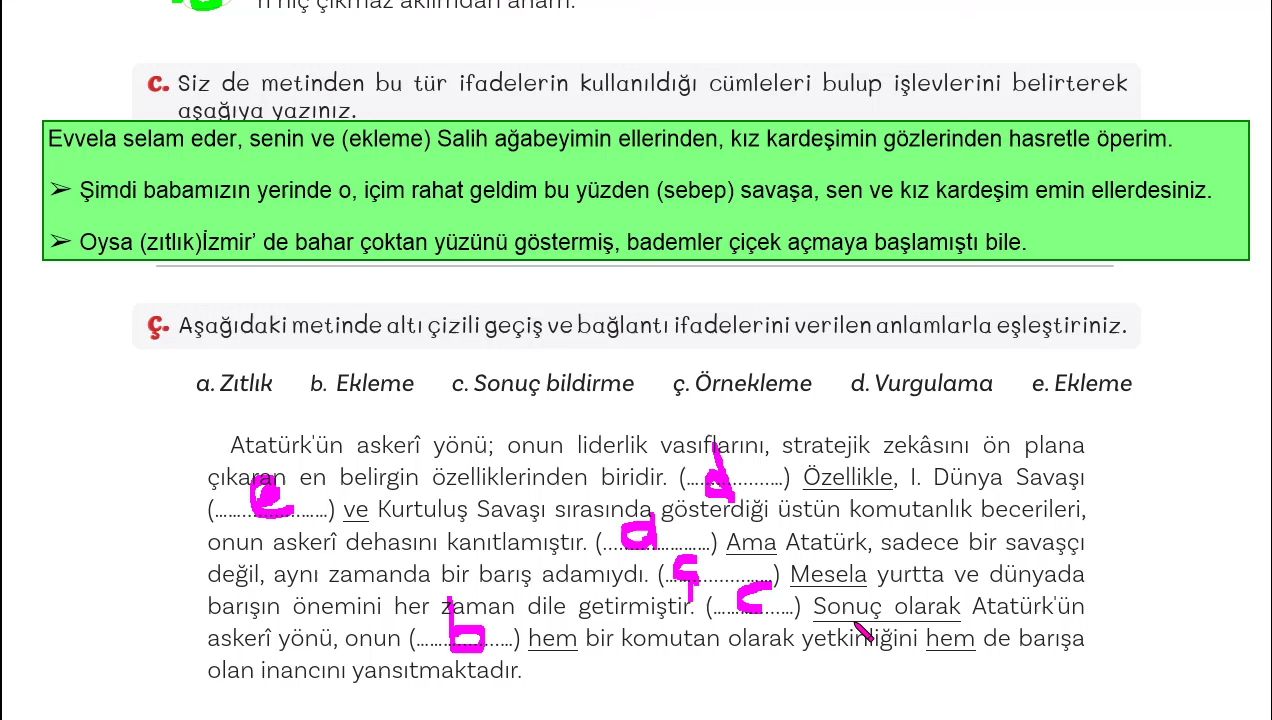 n hiç çıkmaz aklımdan anam.
c. Siz de metinden bu tür ifadelerin kullanıldığı cümleleri bulup işlevlerini belirterek
aşağıya yazınız.
Evvela selam eder, senin ve (ekleme) Salih ağabeyimin ellerinden, kız kardeşimin gözlerinden hasretle öperim.
➢ Şimdi babamızın yerinde o, içim rahat geldim bu yüzden (sebep) savaşa, sen ve kız kardeşim emin ellerdesiniz.
➢ Oysa (zıtlık)İzmir’ de bahar çoktan yüzünü göstermiş, bademler çiçek açmaya başlamıştı bile.
ç. Aşağıdaki metinde altı çizili geçiş ve bağlantı ifadelerini verilen anlamlarla eşleştiriniz.
a. Zıtlık b. Ekleme c. Sonuç bildirme ç. Örnekleme d. Vurgulama e. Ekleme
Atatürk'ün askerî yönü; onun liderlik vasıflarını, stratejik zekâsını ön plana
çıkaran en belirgin özelliklerinden biridir. (...d...) Özellikle, I. Dünya Savaşı
(...e...) ve Kurtuluş Savaşı sırasında gösterdiği üstün komutanlık becerileri,
onun askerî dehasını kanıtlamıştır. (...a...) Ama Atatürk, sadece bir savaşçı
değil, aynı zamanda bir barış adamıydı. (...ç...) Mesela yurtta ve dünyada
barışın önemini her zaman dile getirmiştir. (...c...) Sonuç olarak Atatürk'ün
askerî yönü, onun (...b...) hem bir komutan olarak yetkinliğini hem de barışa
olan inancını yansıtmaktadır.